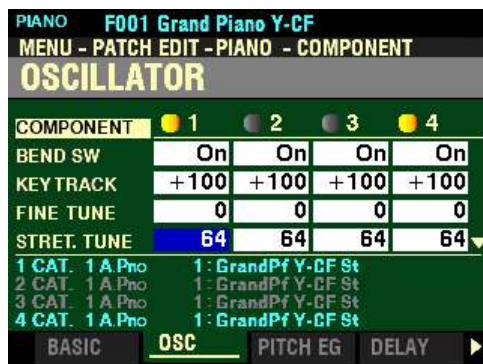 PIANO F001 Grand Piano Y-CF
MENU - PATCH EDIT - PIANO - COMPONENT
OSCILLATOR
COMPONENT 1 2 3 4
BEND SW On On On On
KEYTRACK +100 +100 +100 +100
FINE TUNE 0 0 0 0
STRET. TUNE 64 64 64 64
1 CAT. 1 A.Pno 1 : GrandPf Y-CF St
2 CAT. 1 A.Pno 1 : GrandPf Y-CF St
3 CAT. 1 A.Pno 1 : GrandPf Y-CF St
4 CAT. 1 A.Pno 1 : GrandPf Y-CF St
BASIC OSC PITCH EG DELAY